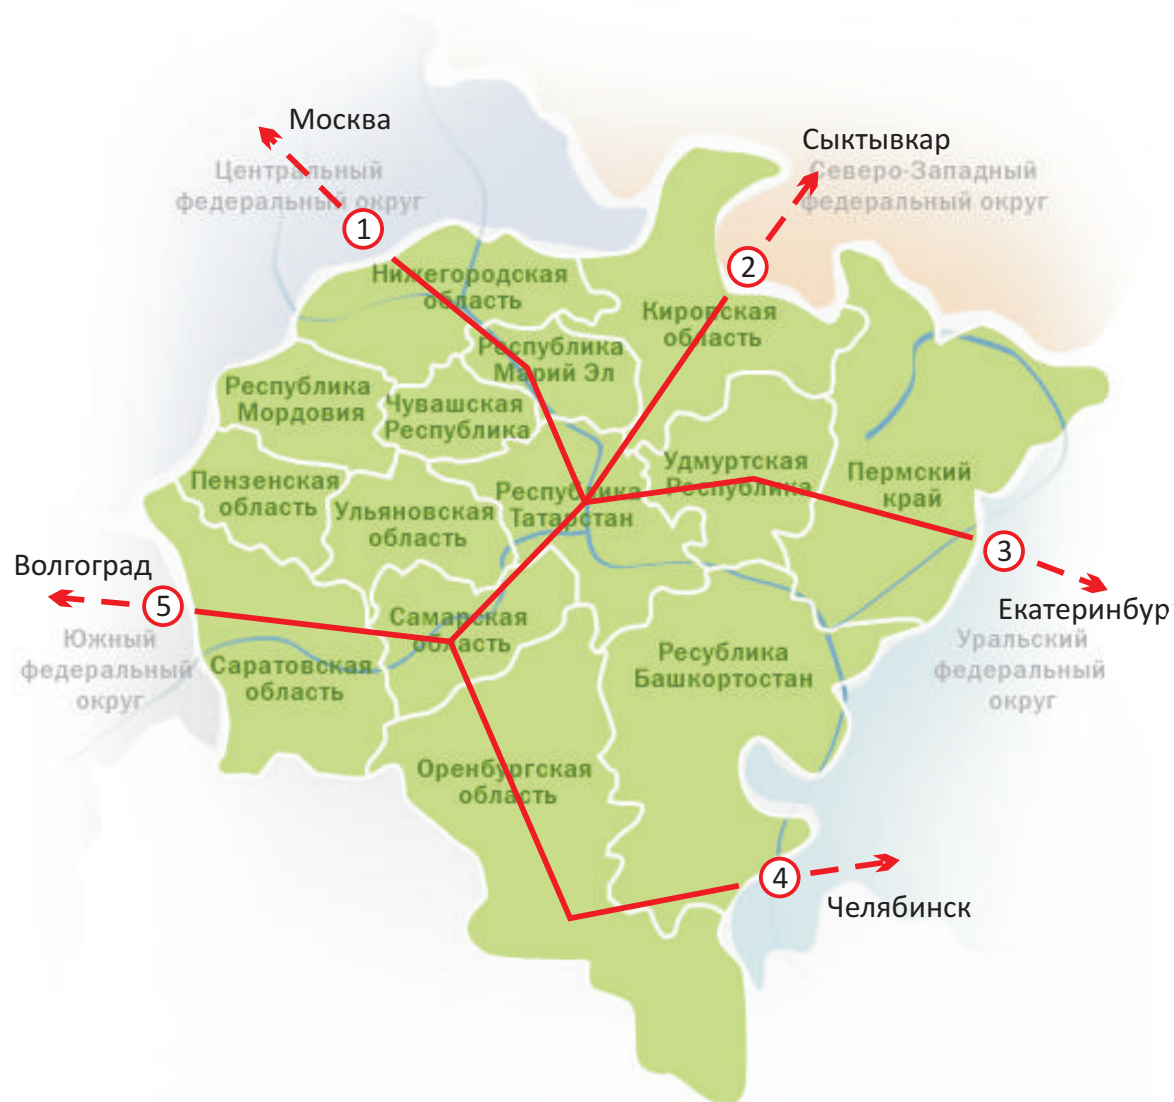 Москва
Сыктывкар
Центральный
федеральный округ
Северо-Западный
федеральный округ
1
2
Нижегородская
область
Кировская
область
Республика
Марий Эл
Республика
Мордовия
Чувашская
Республика
Удмуртская
Республика
Пермский
край
Пензенская
область
Республика
Татарстан
Ульяновская
область
3
Волгоград
5
Екатеринбур
Самарская
область
Южный
федеральный
округ
Саратовская
область
Ресублика
Башкортостан
Уральский
федеральный
округ
Оренбургская
область
4
Челябинск